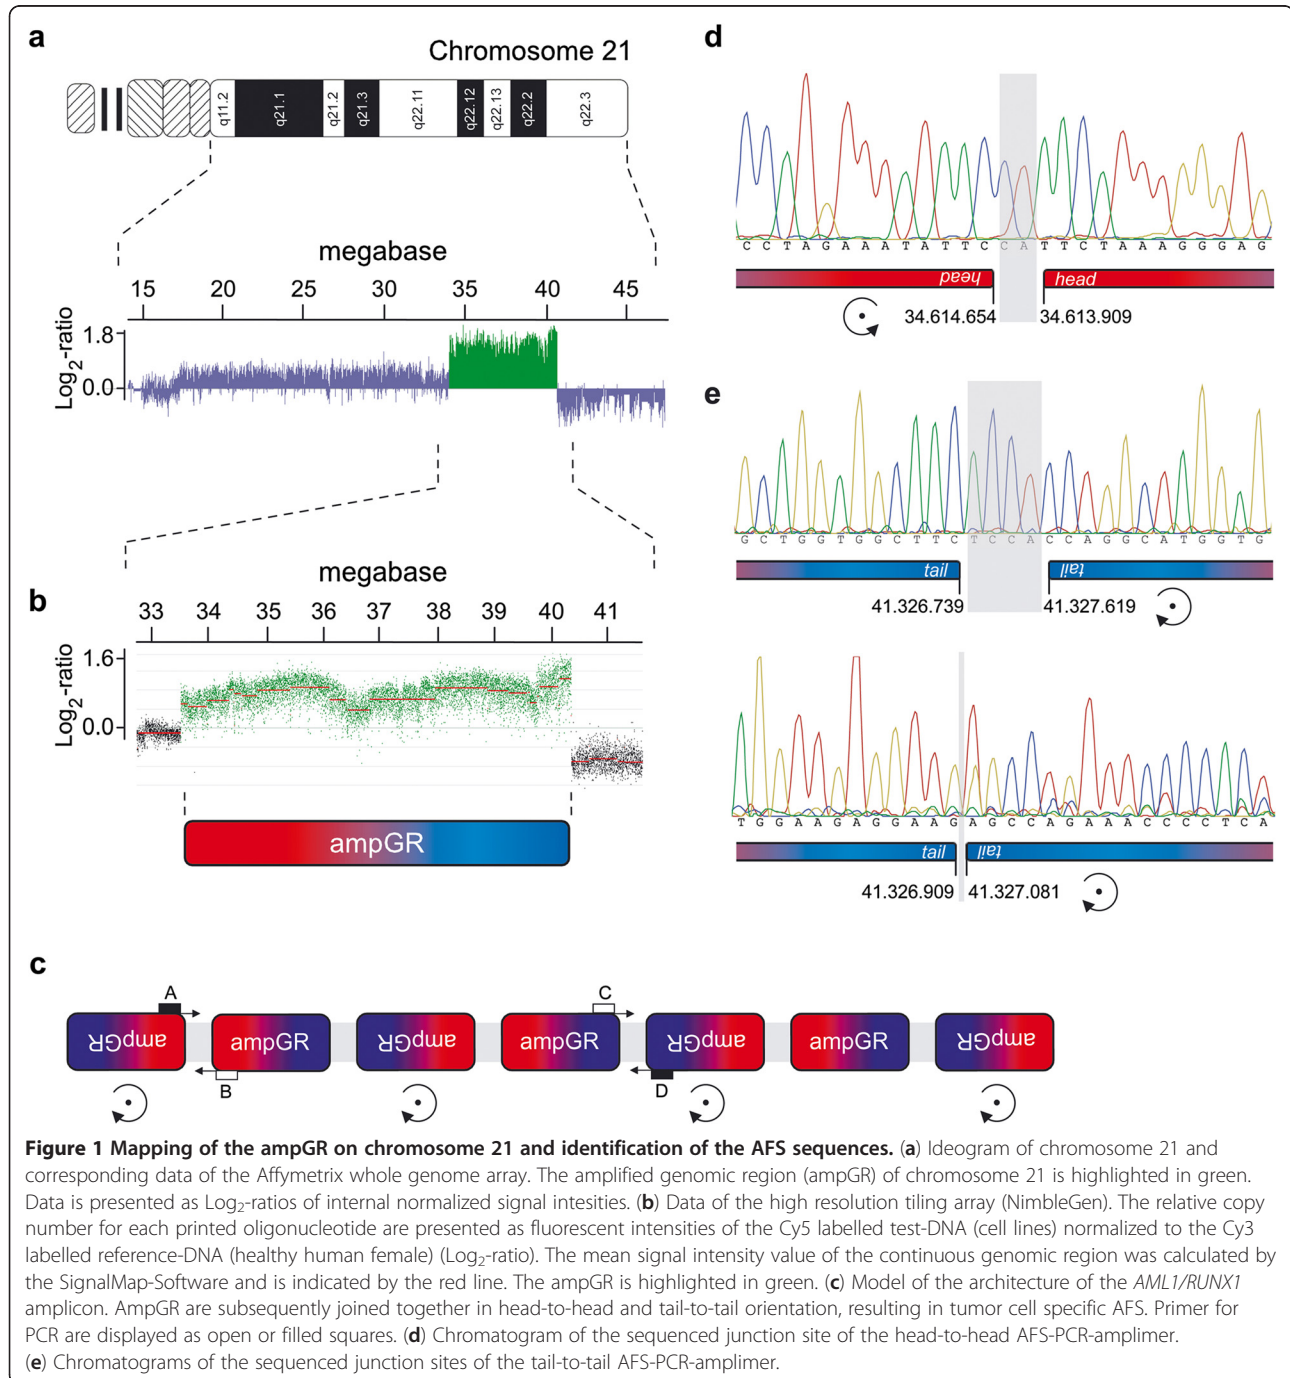 a
Chromosome 21
q11.2 q21.1 q21.2 q21.3 q22.11 q22.12 q22.13 q22.2 q22.3
megabase
15 20 25 30 35 40 45
Log2-ratio
1.8
0.0
b
megabase
33 34 35 36 37 38 39 40 41
Log2-ratio
1.6
0.0
ampGR
d
C C T A G A A A T A T T C C A T T C T A A A G G G A G
head head
34.614.654 34.613.909
e
G C T G G T G G C T T C T C C A C C A G G C A T G G T G
tail tail
41.326.739 41.327.619
T G G A A G A G G A A G A G C C A G A A A C C C C T C A
tail tail
41.326.909 41.327.081
c
A C
ampGR ampGR ampGR ampGR ampGR ampGR ampGR
B D
Figure 1 Mapping of the ampGR on chromosome 21 and identification of the AFS sequences. (a) Ideogram of chromosome 21 and
corresponding data of the Affymetrix whole genome array. The amplified genomic region (ampGR) of chromosome 21 is highlighted in green.
Data is presented as Log2-ratios of internal normalized signal intesities. (b) Data of the high resolution tiling array (NimbleGen). The relative copy
number for each printed oligonucleotide are presented as fluorescent intensities of the Cy5 labelled test-DNA (cell lines) normalized to the Cy3
labelled reference-DNA (healthy human female) (Log2-ratio). The mean signal intensity value of the continuous genomic region was calculated by
the SignalMap-Software and is indicated by the red line. The ampGR is highlighted in green. (c) Model of the architecture of the AML1/RUNX1
amplicon. AmpGR are subsequently joined together in head-to-head and tail-to-tail orientation, resulting in tumor cell specific AFS. Primer for
PCR are displayed as open or filled squares. (d) Chromatogram of the sequenced junction site of the head-to-head AFS-PCR-amplimer.
(e) Chromatograms of the sequenced junction sites of the tail-to-tail AFS-PCR-amplimer.